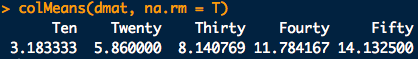 > colMeans(dmat, na.rm = T)
Ten Twenty Thirty Fourty Fifty
3.183333 5.860000 8.140769 11.784167 14.132500